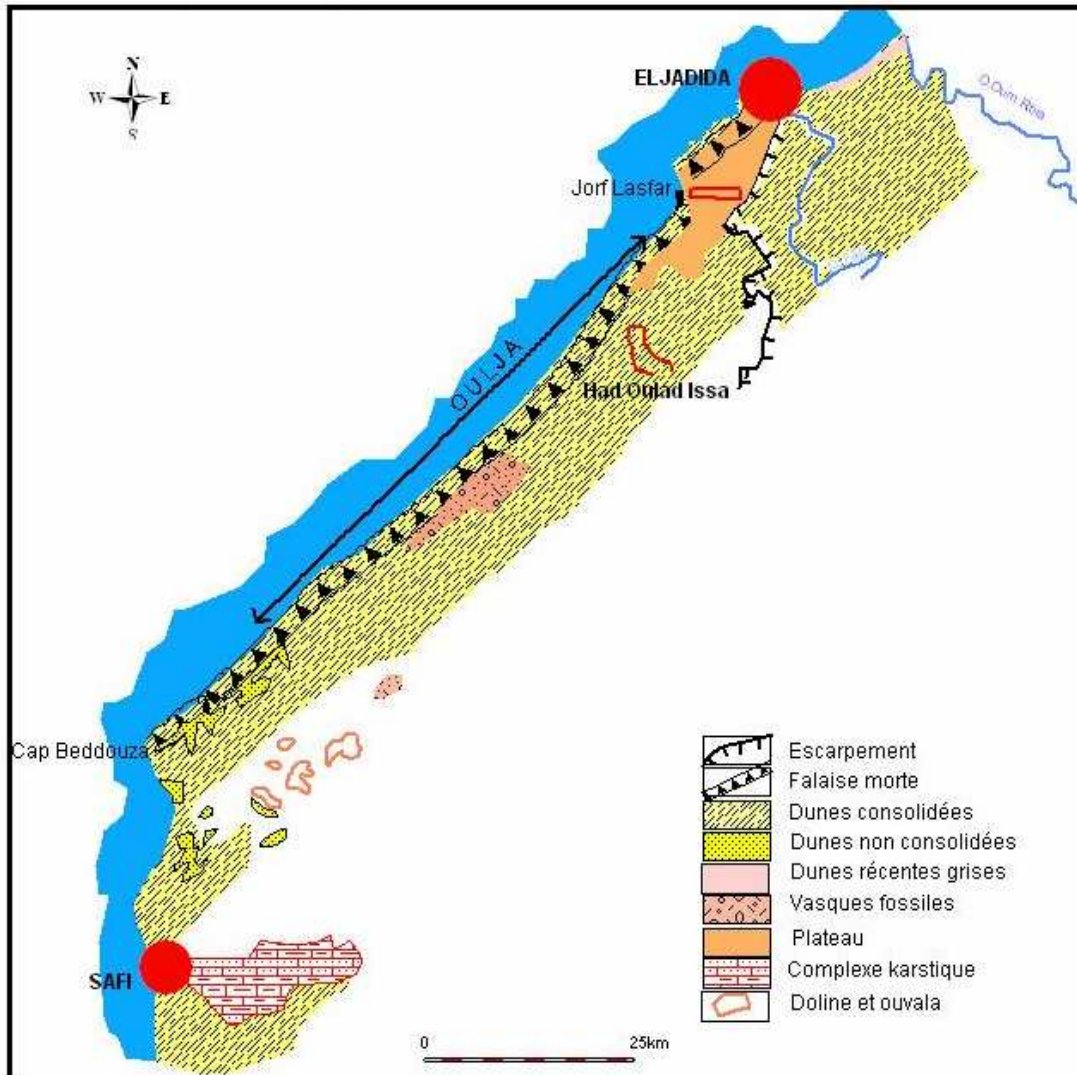 N
W E
S
ELJADIDA
O.Oum Rbia
Jorf Lasfar
OULJA
Had Oulad Issa
Cap Beddouza
SAFI
Escarpement
Falaise morte
Dunes consolidées
Dunes non consolidées
Dunes récentes grises
Vasques fossiles
Plateau
Complexe karstique
Doline et ouvala
0 25km